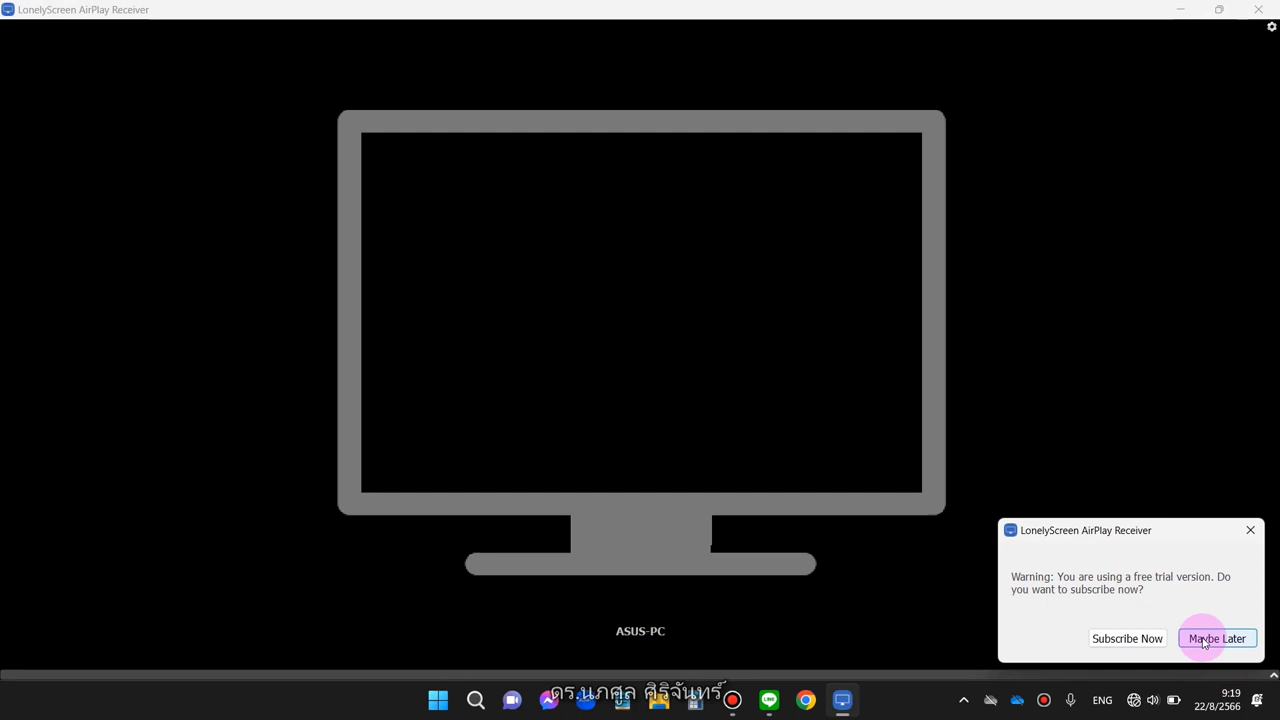 LonelyScreen AirPlay Receiver
ASUS-PC
LonelyScreen AirPlay Receiver
Warning: You are using a free trial version. Do
you want to subscribe now?
Subscribe Now
Maybe Later
ดร.นภศูล ศิริจันทร์
ENG
9:19
22/8/2566